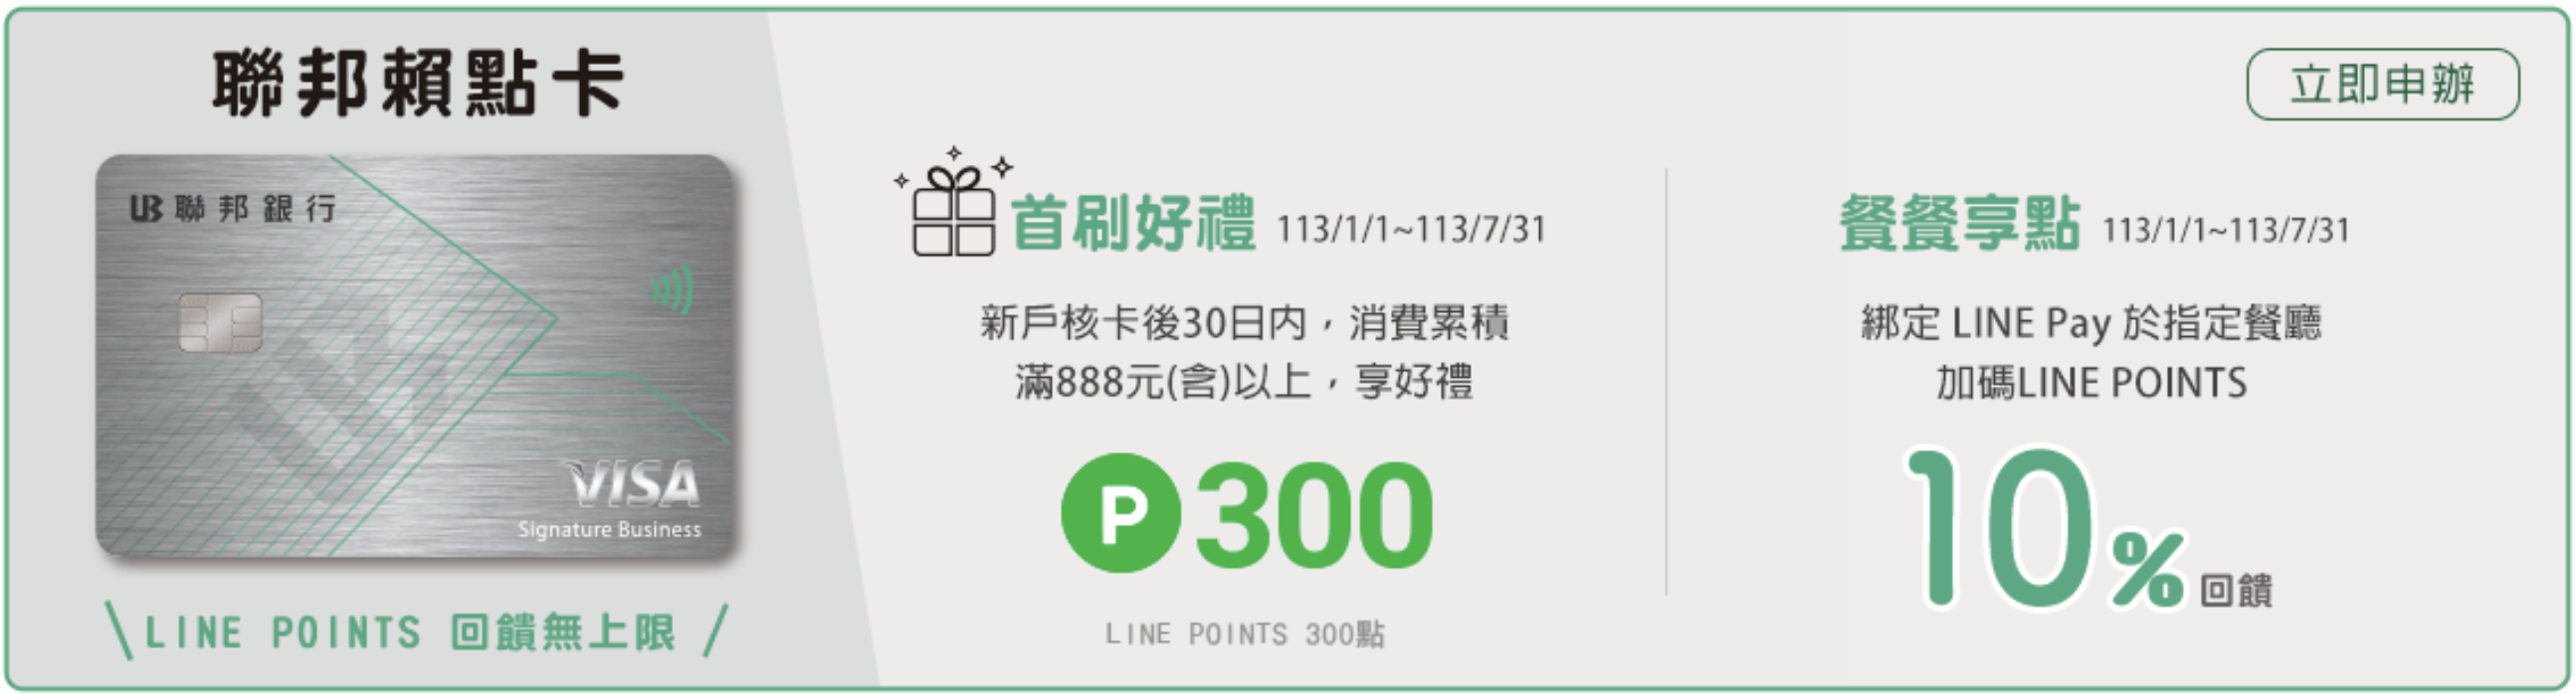 聯邦賴點卡
UB 聯邦銀行
VISA
Signature Business
LINE POINTS 回饋無上限
立即申辦
首刷好禮 113/1/1~113/7/31
新戶核卡後30日內，消費累積
滿888元(含)以上，享好禮
P 300
LINE POINTS 300點
餐餐享點 113/1/1~113/7/31
綁定 LINE Pay 於指定餐廳
加碼LINE POINTS
10% 回饋